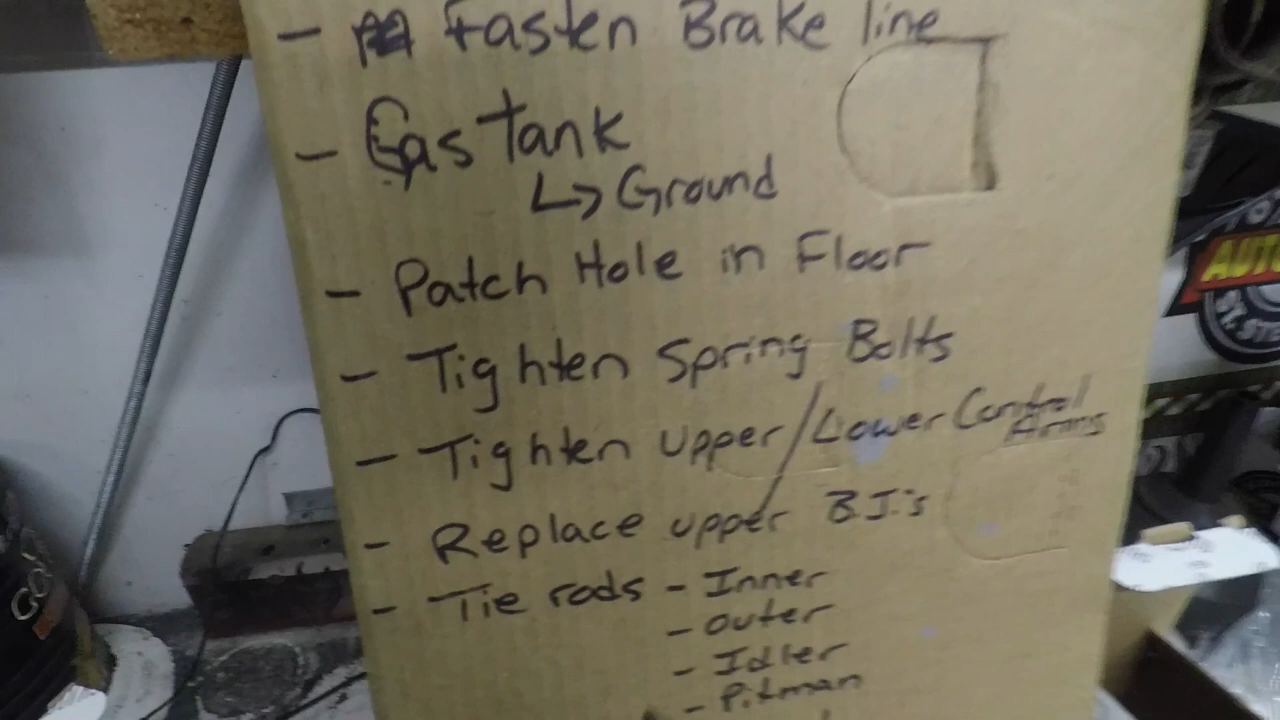 - Fasten Brake line
- Gas Tank
↳ Ground
- Patch Hole in Floor
- Tighten Spring Bolts
- Tighten upper/Lower Control
Arms
- Replace upper B.J.'s
- Tie rods - Inner
- outer
- Idler
- Pitman
AUTO